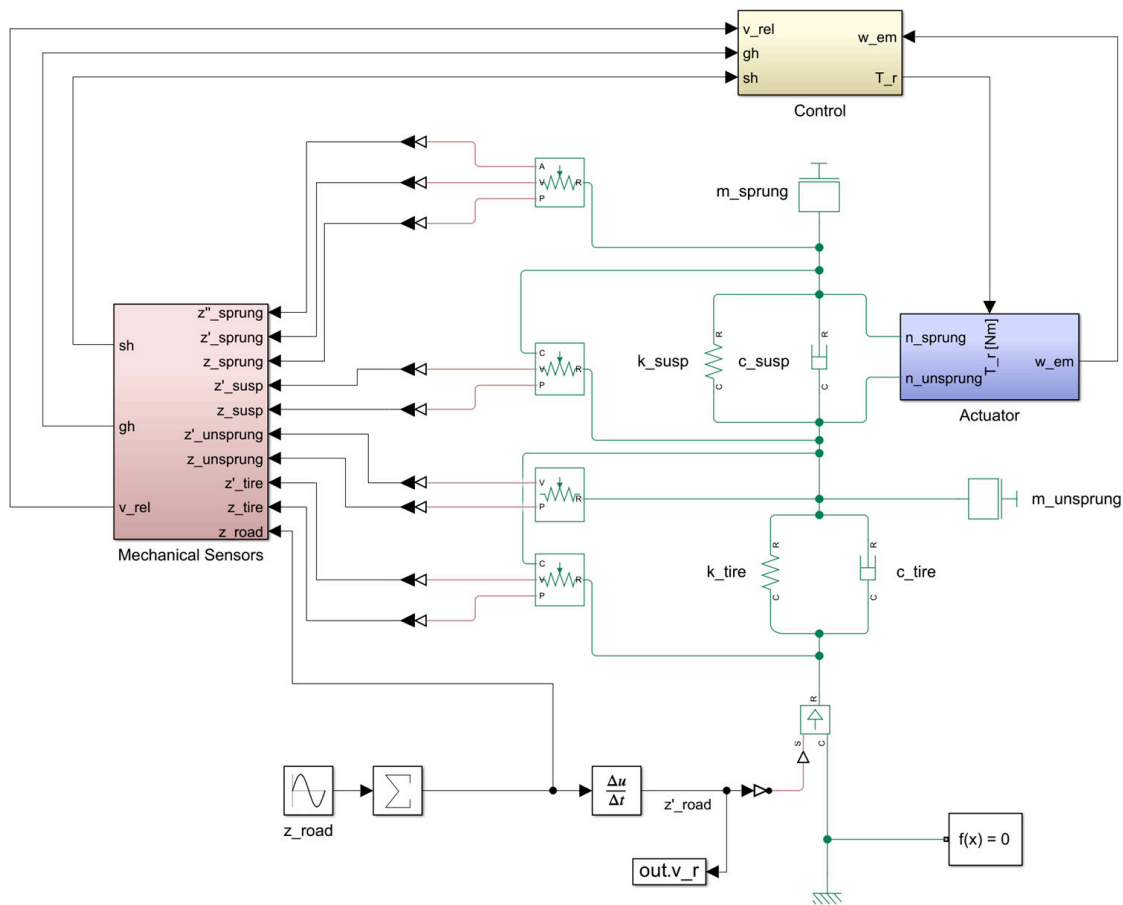 v_rel
gh
sh
w_em
T_r
Control
A
V
P
R
m_sprung
z''_sprung
z'_sprung
z_sprung
z'_susp
z_susp
z'_unsprung
z_unsprung
z'_tire
z_tire
z_road
sh
gh
v_rel
Mechanical Sensors
C
V
P
R
k_susp
R
C
c_susp
R
C
n_sprung
n_unsprung
T_r [Nm]
w_em
Actuator
V
P
R
m_unsprung
C
V
P
R
k_tire
R
C
c_tire
R
C
R
S
C
z_road
Σ
Δu
Δt
z'_road
out.v_r
f(x) = 0